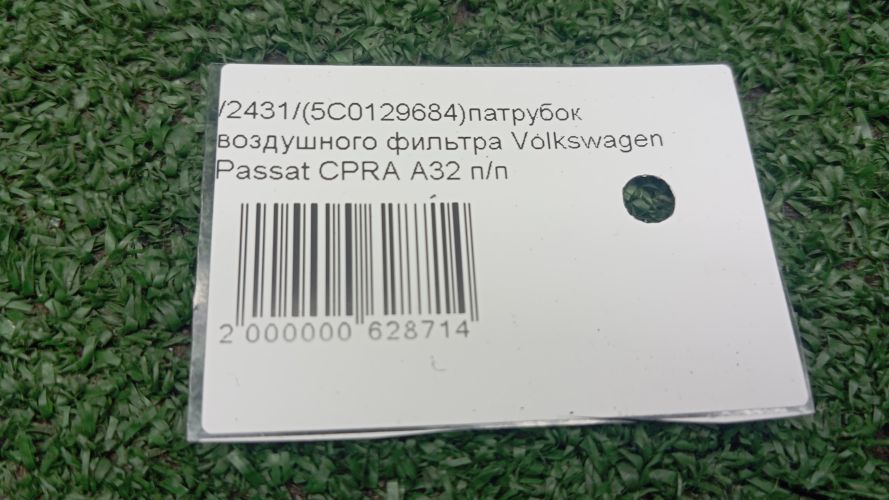 /2431/(5C0129684)патрубок
воздушного фильтра Volkswagen
Passat CPRA A32 п/п
2 000000 628714